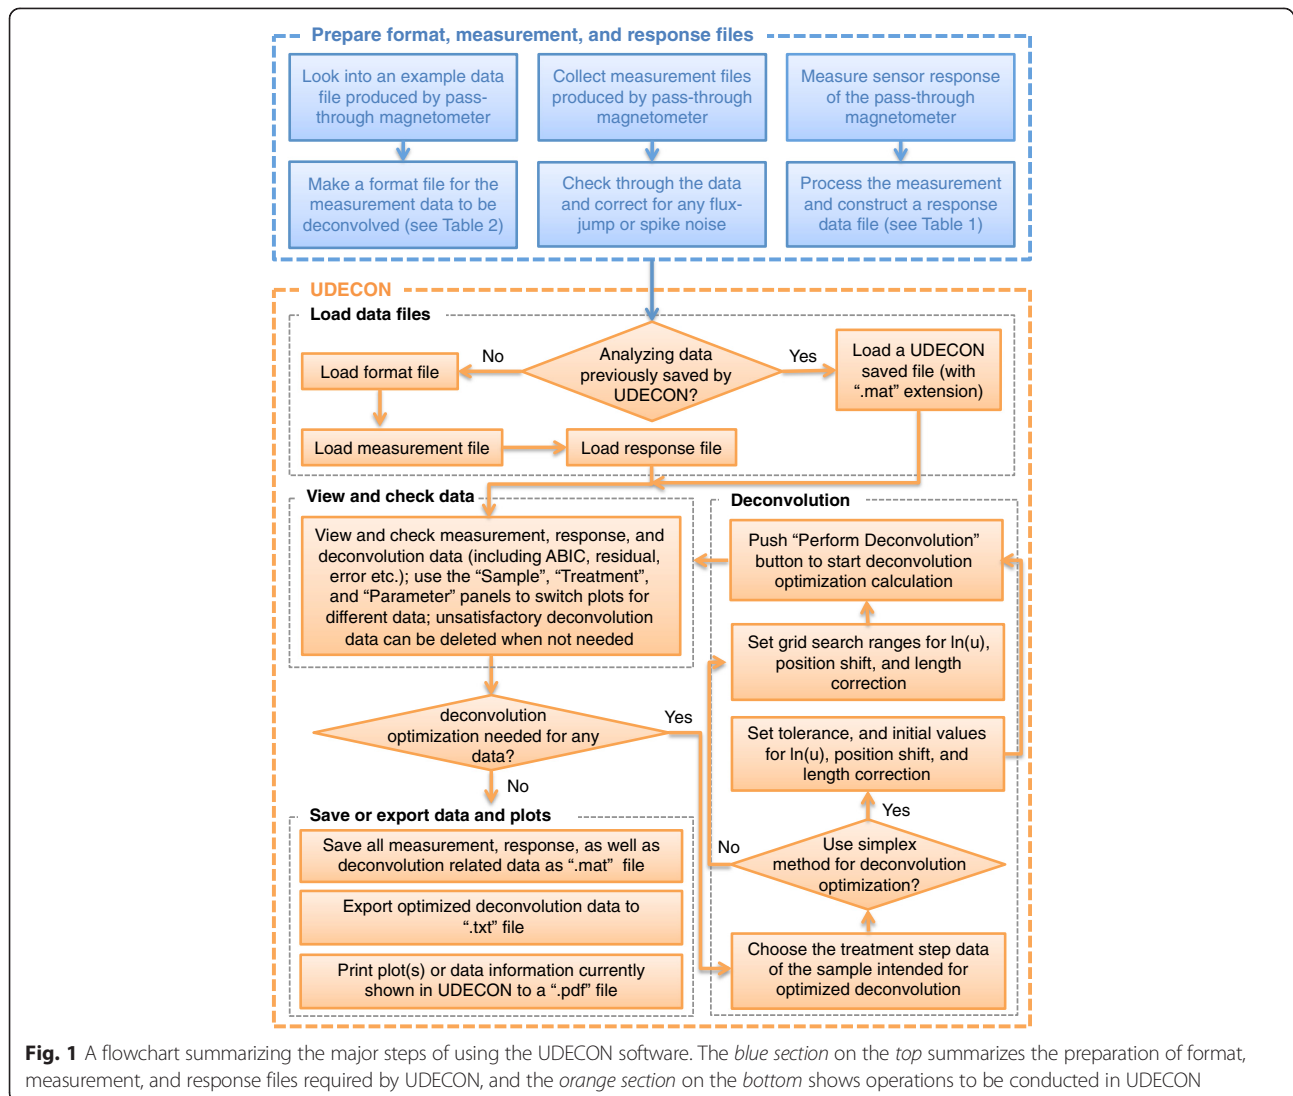 Prepare format, measurement, and response files
Look into an example data
file produced by pass-
through magnetometer
Collect measurement files
produced by pass-through
magnetometer
Measure sensor response
of the pass-through
magnetometer
Make a format file for the
measurement data to be
deconvolved (see Table 2)
Check through the data
and correct for any flux-
jump or spike noise
Process the measurement
and construct a response
data file (see Table 1)
UDECON
Load data files
Analyzing data
previously saved by
UDECON?
No
Yes
Load format file
Load a UDECON
saved file (with
“.mat” extension)
Load measurement file
Load response file
View and check data
View and check measurement, response, and
deconvolution data (including ABIC, residual,
error etc.); use the “Sample”, “Treatment”,
and “Parameter” panels to switch plots for
different data; unsatisfactory deconvolution
data can be deleted when not needed
deconvolution
optimization needed for any
data?
Yes
No
Deconvolution
Push “Perform Deconvolution”
button to start deconvolution
optimization calculation
Set grid search ranges for ln(u),
position shift, and length
correction
Set tolerance, and initial values
for ln(u), position shift, and
length correction
Yes
No
Use simplex
method for deconvolution
optimization?
Choose the treatment step data
of the sample intended for
optimized deconvolution
Save or export data and plots
Save all measurement, response, as well as
deconvolution related data as “.mat” file
Export optimized deconvolution data to
“.txt” file
Print plot(s) or data information currently
shown in UDECON to a “.pdf” file
Fig. 1 A flowchart summarizing the major steps of using the UDECON software. The blue section on the top summarizes the preparation of format,
measurement, and response files required by UDECON, and the orange section on the bottom shows operations to be conducted in UDECON